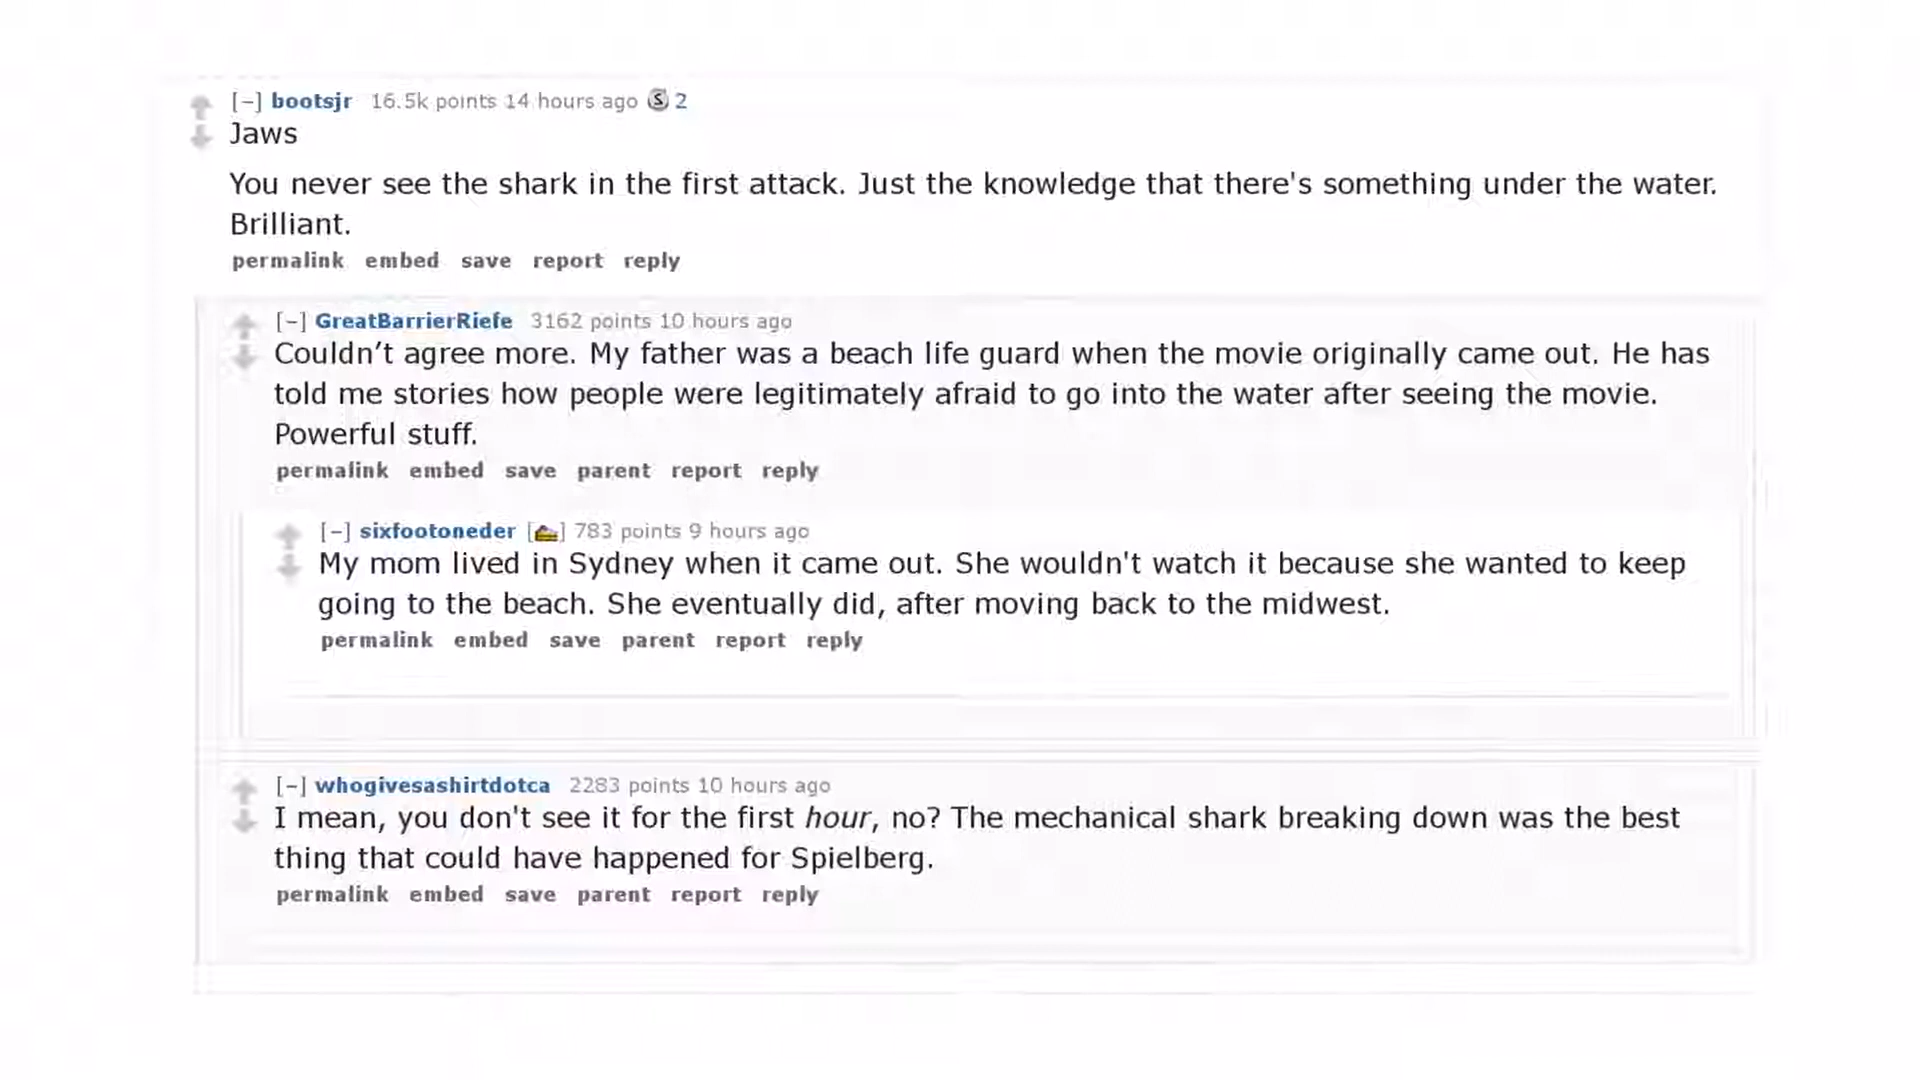 [–] bootsjr 16.5k points 14 hours ago S 2
Jaws
You never see the shark in the first attack. Just the knowledge that there's something under the water.
Brilliant.
permalink embed save report reply
[–] GreatBarrierRiefe 3162 points 10 hours ago
Couldn’t agree more. My father was a beach life guard when the movie originally came out. He has
told me stories how people were legitimately afraid to go into the water after seeing the movie.
Powerful stuff.
permalink embed save parent report reply
[–] sixfootoneder [🧀] 783 points 9 hours ago
My mom lived in Sydney when it came out. She wouldn't watch it because she wanted to keep
going to the beach. She eventually did, after moving back to the midwest.
permalink embed save parent report reply
[–] whogivesashirtdotca 2283 points 10 hours ago
I mean, you don't see it for the first hour, no? The mechanical shark breaking down was the best
thing that could have happened for Spielberg.
permalink embed save parent report reply